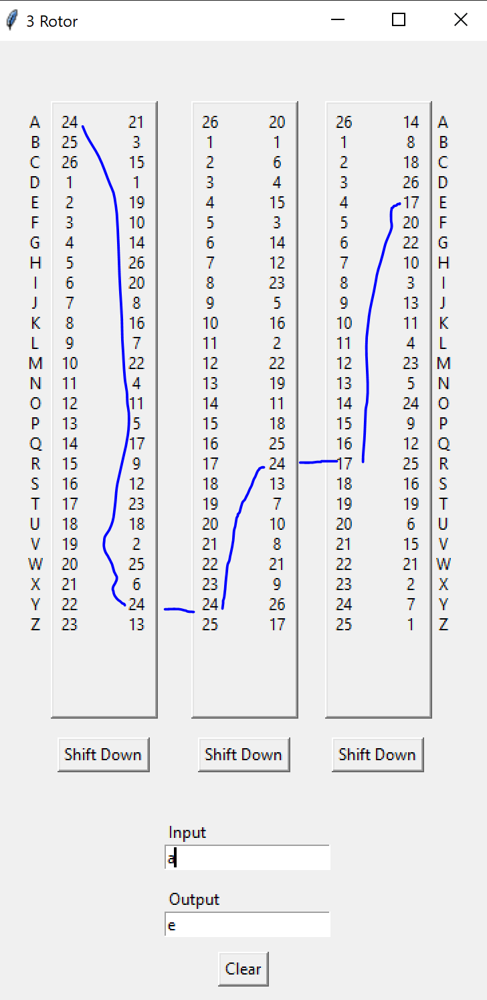 3 Rotor
A 24 21 26 20 26 14 A
B 25 3 1 1 1 8 B
C 26 15 2 6 2 18 C
D 1 1 3 4 3 26 D
E 2 19 4 15 4 17 E
F 3 10 5 3 5 20 F
G 4 14 6 14 6 22 G
H 5 26 7 12 7 10 H
I 6 20 8 23 8 3 I
J 7 8 9 5 9 13 J
K 8 16 10 16 10 11 K
L 9 7 11 2 11 4 L
M 10 22 12 22 12 23 M
N 11 4 13 19 13 5 N
O 12 11 14 11 14 24 O
P 13 5 15 18 15 9 P
Q 14 17 16 25 16 12 Q
R 15 9 17 24 17 25 R
S 16 12 18 13 18 16 S
T 17 23 19 7 19 19 T
U 18 18 20 10 20 6 U
V 19 2 21 8 21 15 V
W 20 25 22 21 22 21 W
X 21 6 23 9 23 2 X
Y 22 24 24 26 24 7 Y
Z 23 13 25 17 25 1 Z
Shift Down Shift Down Shift Down
Input
a
Output
e
Clear